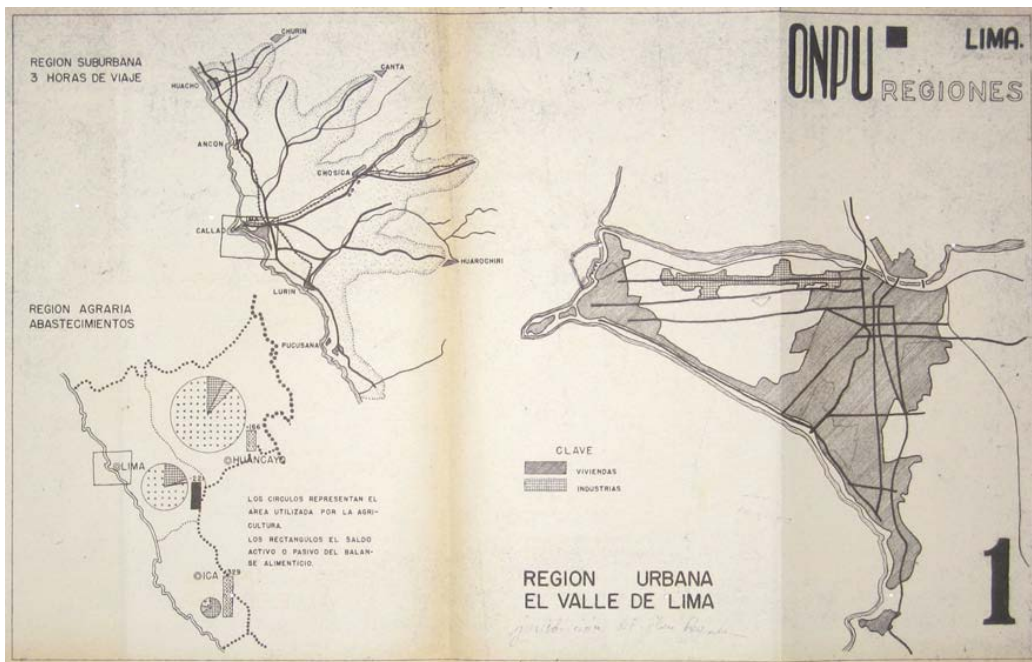 ONPU LIMA.
REGIONES
REGION SUBURBANA
3 HORAS DE VIAJE
CHURIN
CANTA
HUACHO
ANCON
CHOSICA
LIMA
CALLAO
HUAROCHIRI
LURIN
PUCUSANA
REGION AGRARIA
ABASTECIMIENTOS
HUANCAYO
LIMA
LOS CIRCULOS REPRESENTAN EL
AREA UTILIZADA POR LA AGRI-
CULTURA.
LOS RECTANGULOS EL SALDO
ACTIVO O PASIVO DEL BALAN-
SE ALIMENTICIO.
ICA
CLAVE
VIVIENDAS
INDUSTRIAS
REGION URBANA
EL VALLE DE LIMA
1